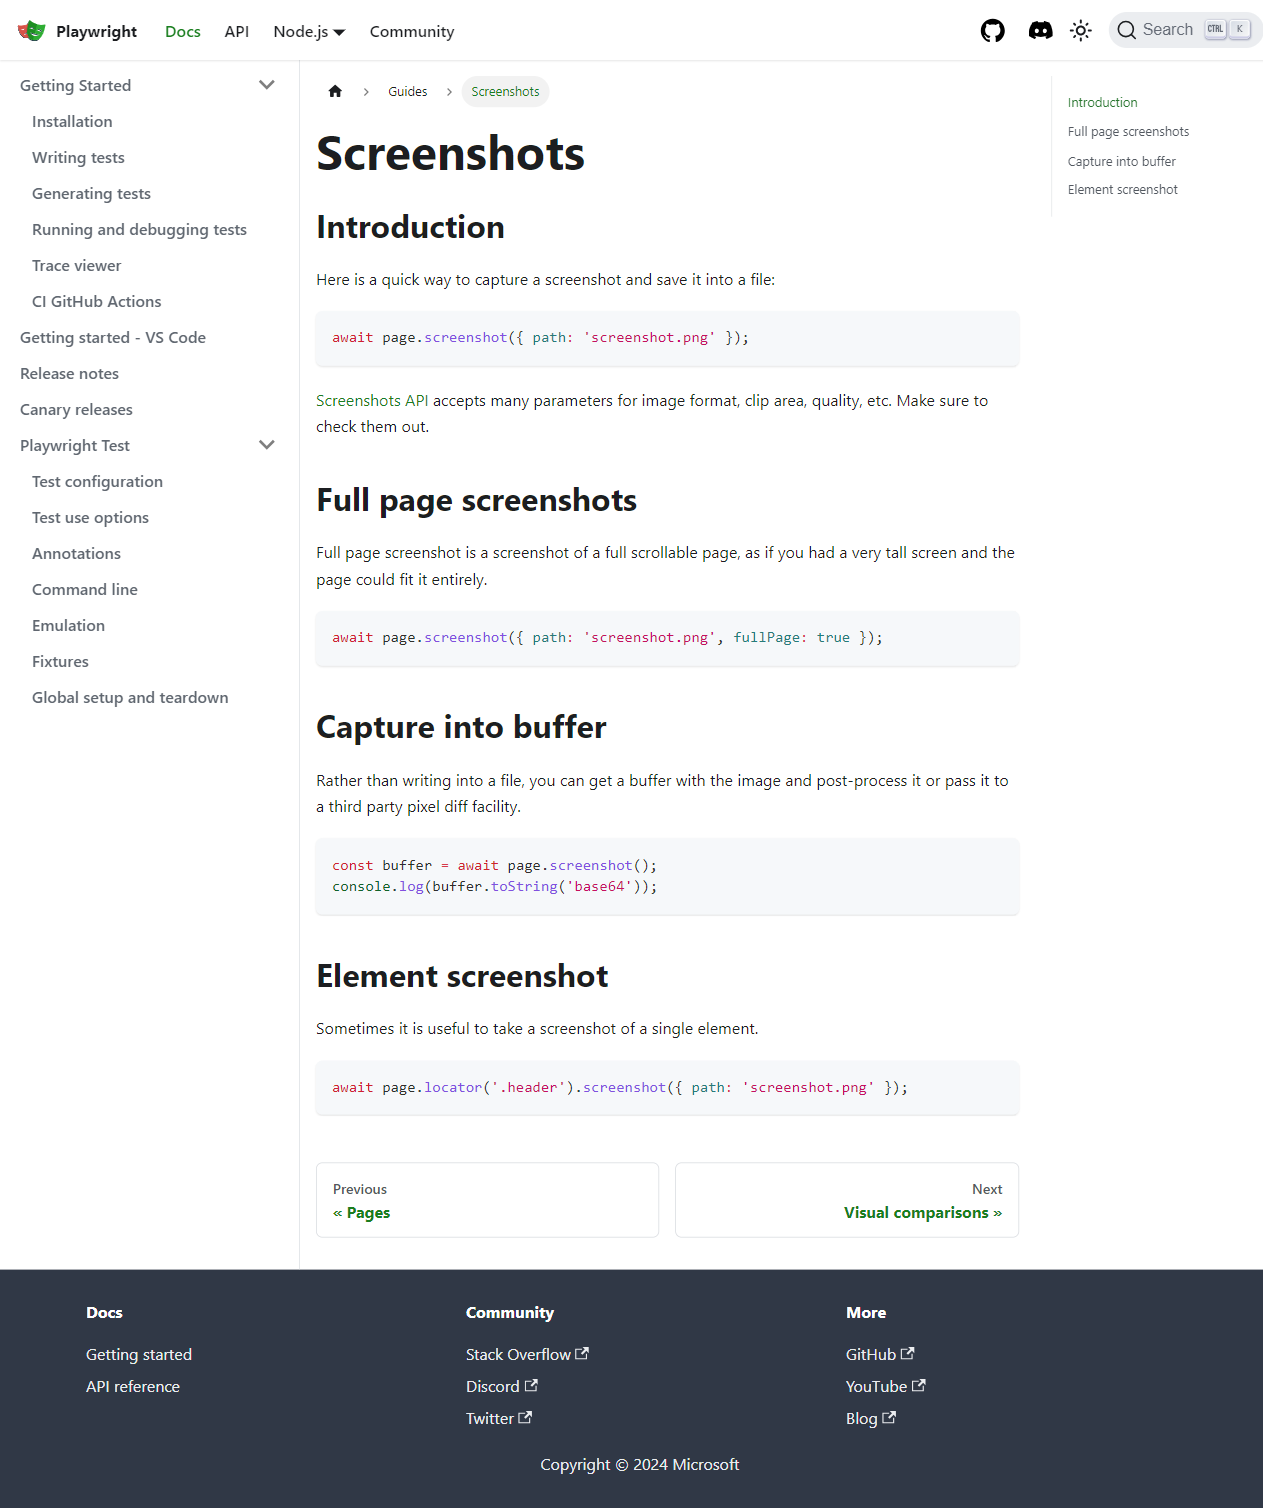 Playwright Docs API Node.js Community Search CTRL K
Getting Started
Installation
Writing tests
Generating tests
Running and debugging tests
Trace viewer
CI GitHub Actions
Getting started - VS Code
Release notes
Canary releases
Playwright Test
Test configuration
Test use options
Annotations
Command line
Emulation
Fixtures
Global setup and teardown
Guides Screenshots
Screenshots
Introduction
Here is a quick way to capture a screenshot and save it into a file:
await page.screenshot({ path: 'screenshot.png' });
Screenshots API accepts many parameters for image format, clip area, quality, etc. Make sure to
check them out.
Full page screenshots
Full page screenshot is a screenshot of a full scrollable page, as if you had a very tall screen and the
page could fit it entirely.
await page.screenshot({ path: 'screenshot.png', fullPage: true });
Capture into buffer
Rather than writing into a file, you can get a buffer with the image and post-process it or pass it to
a third party pixel diff facility.
const buffer = await page.screenshot();
console.log(buffer.toString('base64'));
Element screenshot
Sometimes it is useful to take a screenshot of a single element.
await page.locator('.header').screenshot({ path: 'screenshot.png' });
Previous
« Pages
Next
Visual comparisons »
Introduction
Full page screenshots
Capture into buffer
Element screenshot
Docs
Getting started
API reference
Community
Stack Overflow
Discord
Twitter
More
GitHub
YouTube
Blog
Copyright © 2024 Microsoft